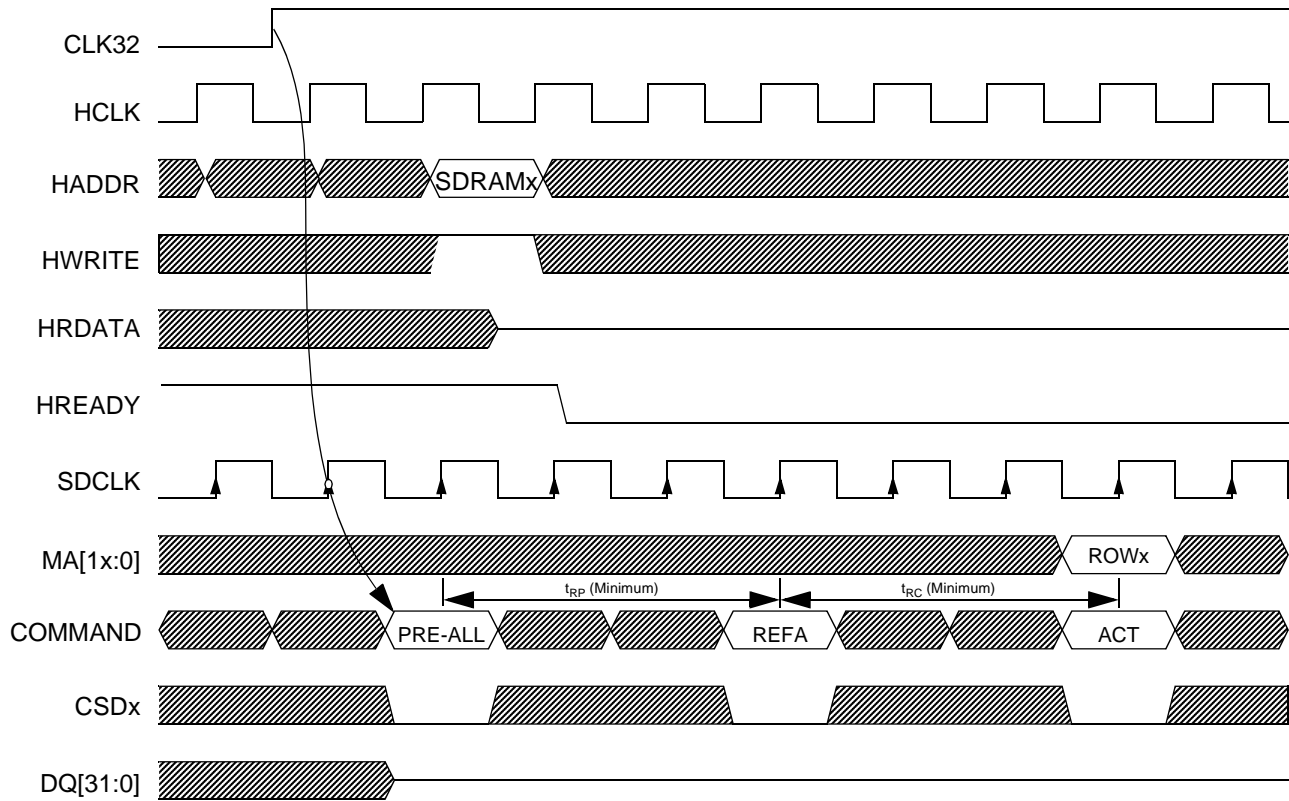 CLK32
HCLK
HADDR
SDRAMx
HWRITE
HRDATA
HREADY
SDCLK
MA[1x:0]
ROWx
tRP (Minimum)
tRC (Minimum)
COMMAND
PRE-ALL
REFA
ACT
CSDx
DQ[31:0]